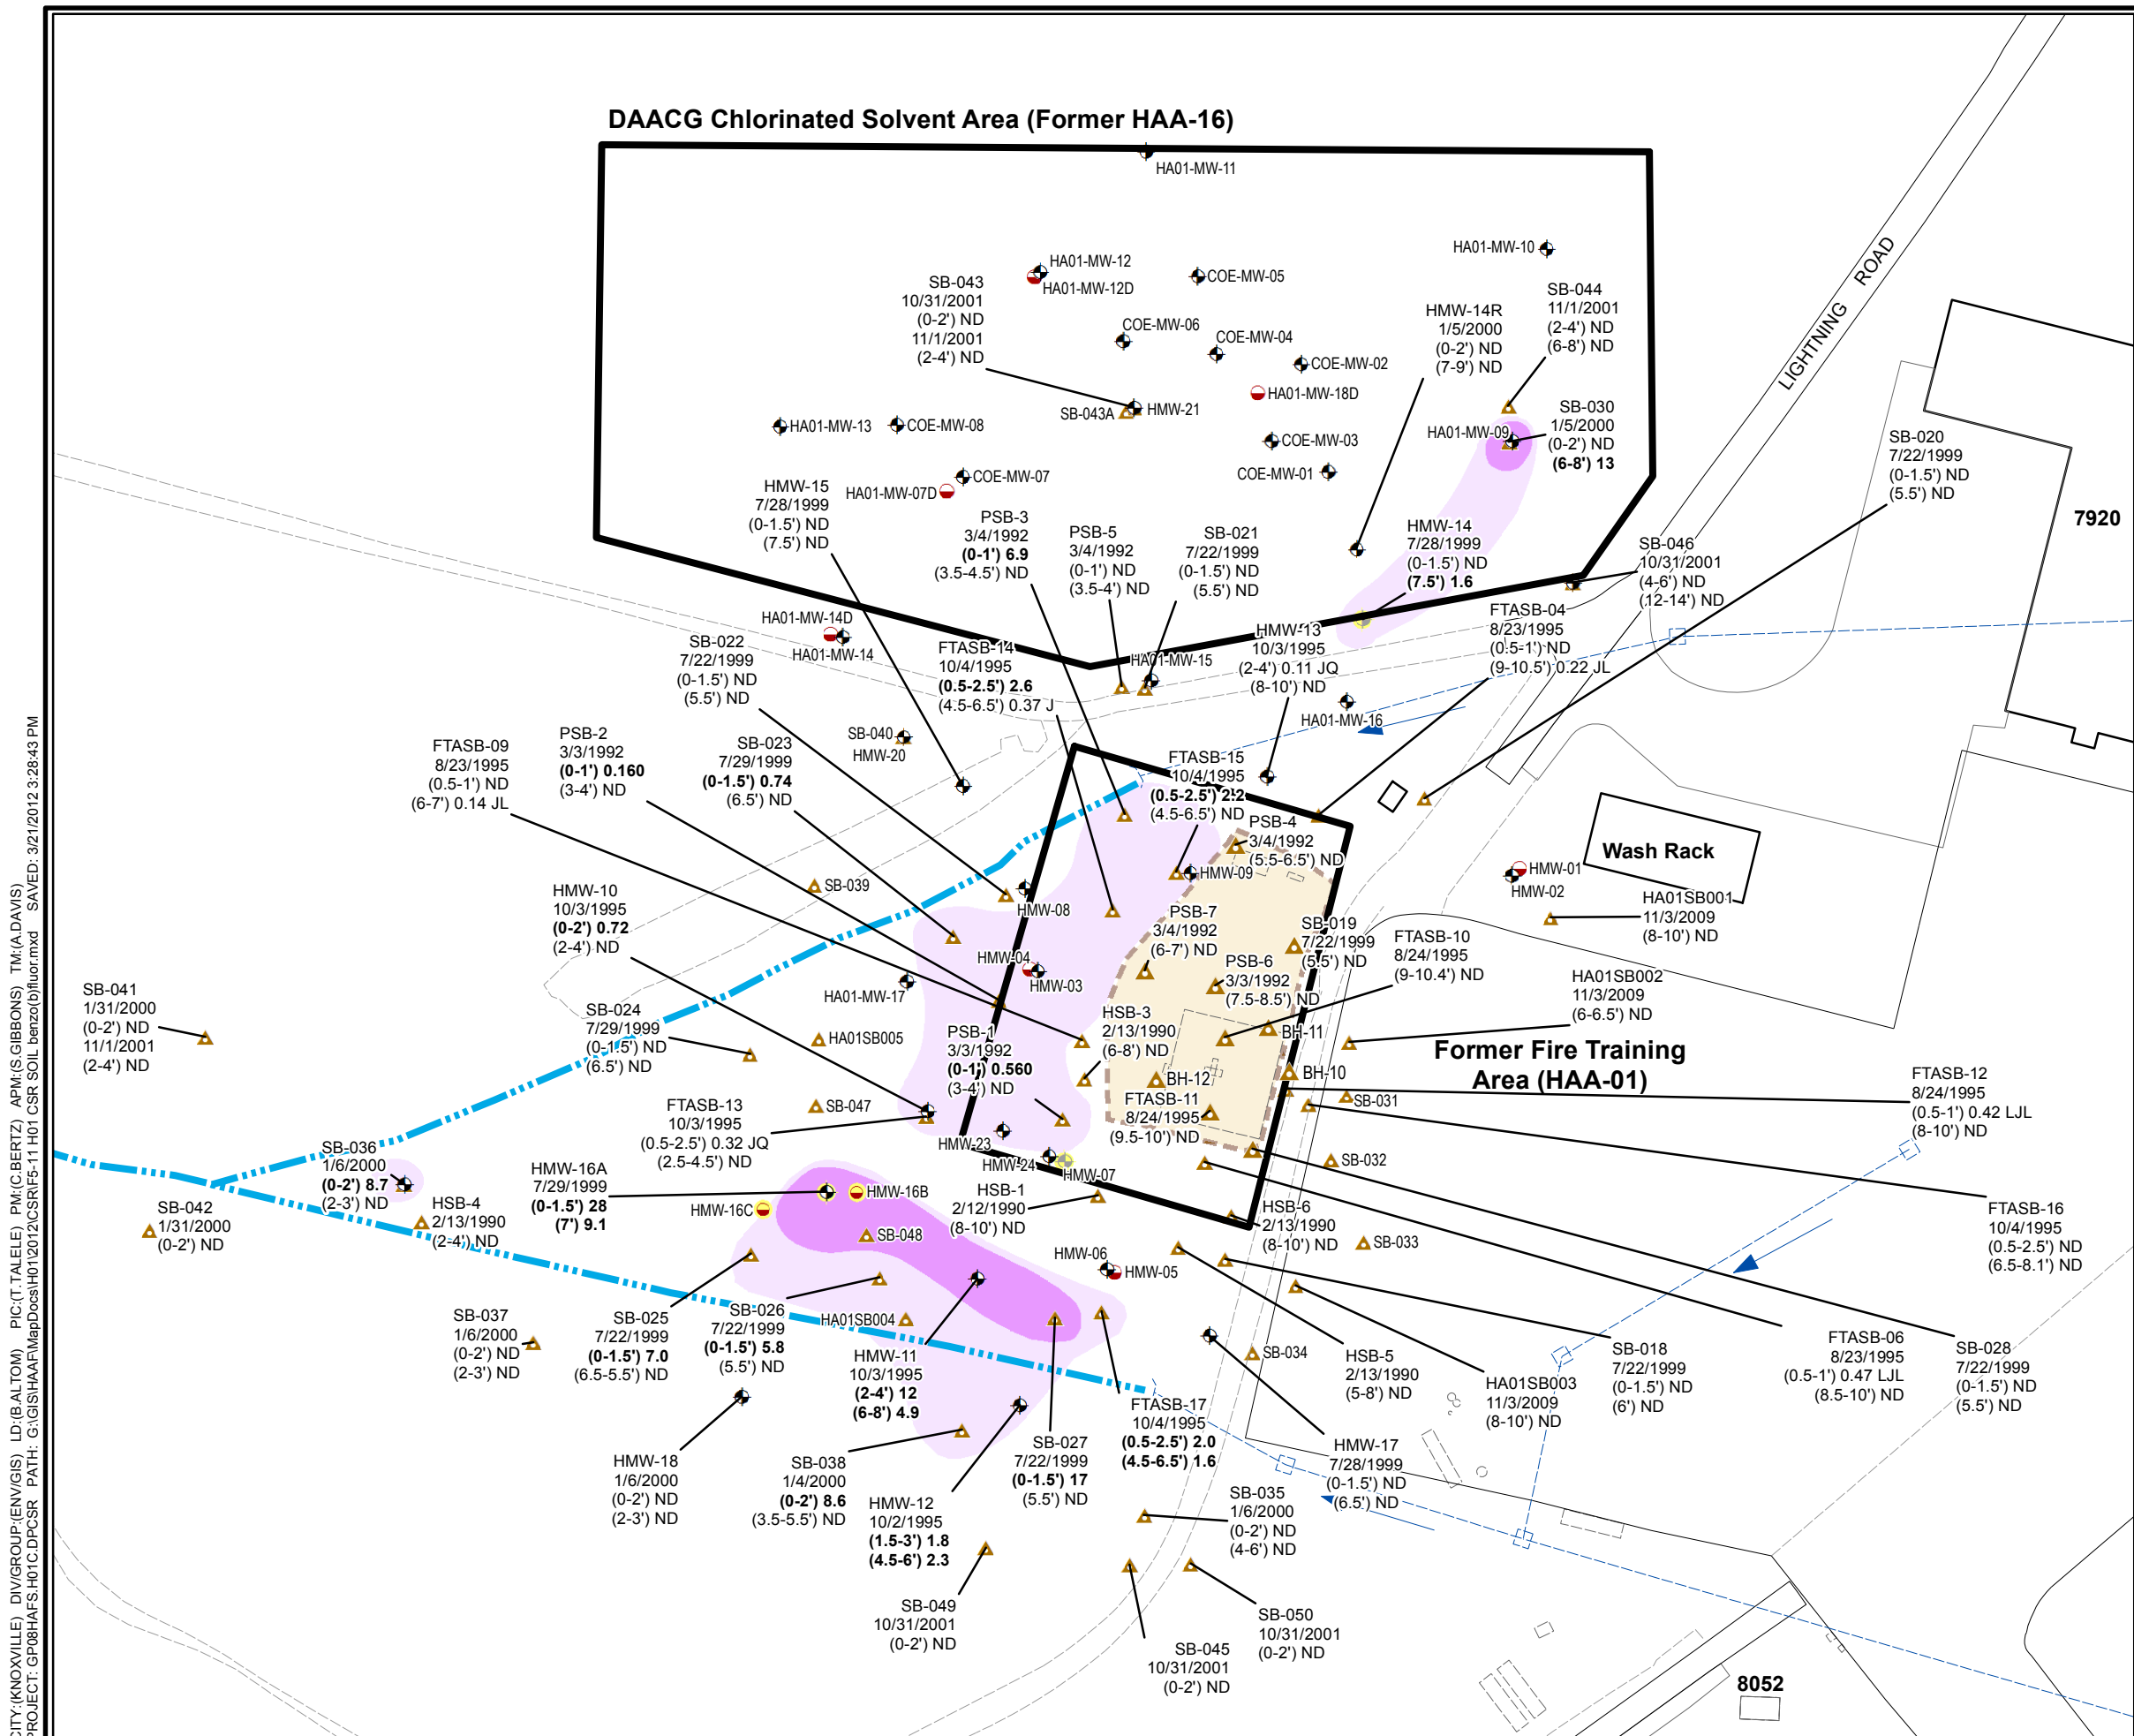 DAACG Chlorinated Solvent Area (Former HAA-16)
HA01-MW-11
HA01-MW-10
HA01-MW-12
HA01-MW-12D
COE-MW-05
SB-043
10/31/2001
(0-2') ND
11/1/2001
(2-4') ND
COE-MW-06
COE-MW-04
COE-MW-02
HA01-MW-18D
HMW-14R
1/5/2000
(0-2') ND
(7-9') ND
SB-044
11/1/2001
(2-4') ND
(6-8') ND
LIGHTNING ROAD
SB-043A
HMW-21
HA01-MW-13
COE-MW-08
COE-MW-03
COE-MW-01
HA01-MW-09
SB-030
1/5/2000
(0-2') ND
(6-8') 13
SB-020
7/22/1999
(0-1.5') ND
(5.5') ND
7920
COE-MW-07
HA01-MW-07D
HMW-15
7/28/1999
(0-1.5') ND
(7.5') ND
PSB-3
3/4/1992
(0-1') 6.9
(3.5-4.5') ND
PSB-5
3/4/1992
(0-1') ND
(3.5-4') ND
SB-021
7/22/1999
(0-1.5') ND
(5.5') ND
HMW-14
7/28/1999
(0-1.5') ND
(7.5') 1.6
SB-046
10/31/2001
(4-6') ND
(12-14') ND
HA01-MW-14D
HA01-MW-14
SB-022
7/22/1999
(0-1.5') ND
(5.5') ND
FTASB-14
10/4/1995
(0.5-2.5') 2.6
(4.5-6.5') 0.37 J
HA01-MW-15
HMW-13
10/3/1995
(2-4') 0.11 JQ
(8-10') ND
FTASB-04
8/23/1995
(0.5-1') ND
(9-10.5') 0.22 JL
HA01-MW-16
SB-040
HMW-20
FTASB-09
8/23/1995
(0.5-1') ND
(6-7') 0.14 JL
PSB-2
3/3/1992
(0-1') 0.160
(3-4') ND
SB-023
7/29/1999
(0-1.5') 0.74
(6.5') ND
FTASB-15
10/4/1995
(0.5-2.5') 2.2
(4.5-6.5') ND
PSB-4
3/4/1992
(5.5-6.5') ND
Wash Rack
HMW-01
HMW-02
HMW-09
HMW-08
SB-039
HMW-10
10/3/1995
(0-2') 0.72
(2-4') ND
HA01SB001
11/3/2009
(8-10') ND
PSB-7
3/4/1992
(6-7') ND
SB-019
7/22/1999
(5.5') ND
FTASB-10
8/24/1995
(9-10.4') ND
HMW-04
HMW-03
HA01-MW-17
PSB-6
3/3/1992
(7.5-8.5') ND
HA01SB002
11/3/2009
(6-6.5') ND
SB-041
1/31/2000
(0-2') ND
11/1/2001
(2-4') ND
SB-024
7/29/1999
(0-1.5') ND
(6.5') ND
HA01SB005
PSB-1
3/3/1992
(0-1') 0.560
(3-4') ND
HSB-3
2/13/1990
(6-8') ND
BH-11
Former Fire Training
Area (HAA-01)
BH-12
BH-10
FTASB-11
8/24/1995
(9.5-10') ND
SB-031
FTASB-12
8/24/1995
(0.5-1') 0.42 LJL
(8-10') ND
SB-047
FTASB-13
10/3/1995
(0.5-2.5') 0.32 JQ
(2.5-4.5') ND
HMW-23
HMW-24
HMW-07
SB-032
SB-036
1/6/2000
(0-2') 8.7
(2-3') ND
HMW-16A
7/29/1999
(0-1.5') 28
(7') 9.1
HMW-16B
HMW-16C
HSB-1
2/12/1990
(8-10') ND
HSB-6
2/13/1990
(8-10') ND
SB-042
1/31/2000
(0-2') ND
HSB-4
2/13/1990
(2-4') ND
SB-048
SB-033
FTASB-16
10/4/1995
(0.5-2.5') ND
(6.5-8.1') ND
HMW-06
HMW-05
SB-037
1/6/2000
(0-2') ND
(2-3') ND
SB-025
7/22/1999
(0-1.5') 7.0
(6.5-5.5') ND
SB-026
7/22/1999
(0-1.5') 5.8
(5.5') ND
HA01SB004
HMW-11
10/3/1995
(2-4') 12
(6-8') 4.9
SB-034
HSB-5
2/13/1990
(5-8') ND
HA01SB003
11/3/2009
(8-10') ND
SB-018
7/22/1999
(0-1.5') ND
(6') ND
FTASB-06
8/23/1995
(0.5-1') 0.47 LJL
(8.5-10') ND
SB-028
7/22/1999
(0-1.5') ND
(5.5') ND
FTASB-17
10/4/1995
(0.5-2.5') 2.0
(4.5-6.5') 1.6
HMW-18
1/6/2000
(0-2') ND
(2-3') ND
SB-038
1/4/2000
(0-2') 8.6
(3.5-5.5') ND
HMW-12
10/2/1995
(1.5-3') 1.8
(4.5-6') 2.3
SB-027
7/22/1999
(0-1.5') 17
(5.5') ND
HMW-17
7/28/1999
(0-1.5') ND
(6.5') ND
SB-035
1/6/2000
(0-2') ND
(4-6') ND
SB-049
10/31/2001
(0-2') ND
SB-045
10/31/2001
(0-2') ND
SB-050
10/31/2001
(0-2') ND
8052
CITY:(KNOXVILLE) DIV/GROUP:(ENV/GIS) LD:(B.ALTOM) PIC:(T.TALELE) PM:(C.BERTZ) APM:(S.GIBBONS) TM:(A.DAVIS)
PROJECT: GP08HAFS.H01C.DPCSR PATH: G:\GIS\HAAF\MapDocs\H01\2012\CSR\F5-11 H01 CSR SOIL benzo(b)fluor.mxd SAVED: 3/21/2012 3:28:43 PM